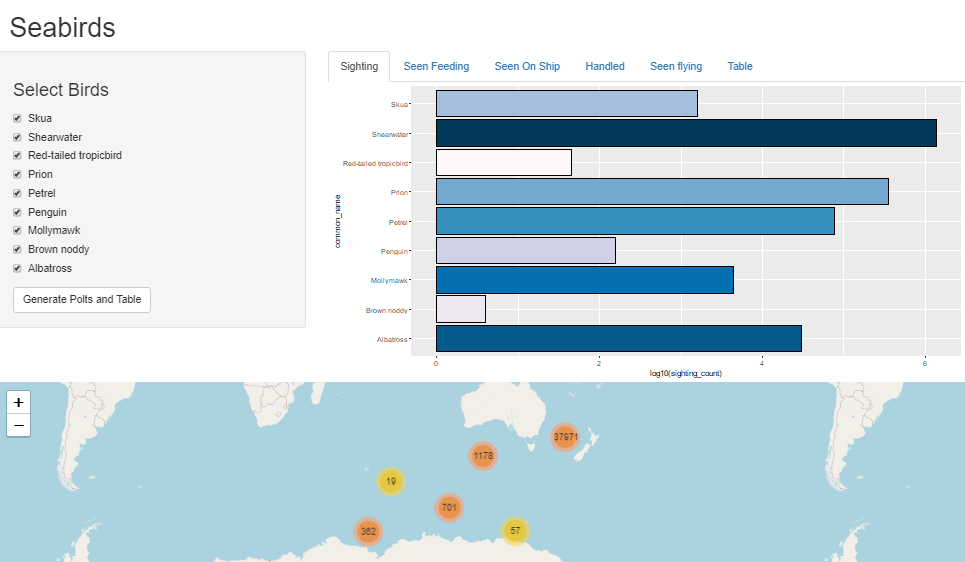 Seabirds
Select Birds
Skua
Shearwater
Red-tailed tropicbird
Prion
Petrel
Penguin
Mollymawk
Brown noddy
Albatross
Generate Polts and Table
Sighting Seen Feeding Seen On Ship Handled Seen flying Table
common_name
Skua
Shearwater
Red-tailed tropicbird
Prion
Petrel
Penguin
Mollymawk
Brown noddy
Albatross
0 2 4 6
log10(sighting_count)
+
−
37971
1178
19
701
362
57